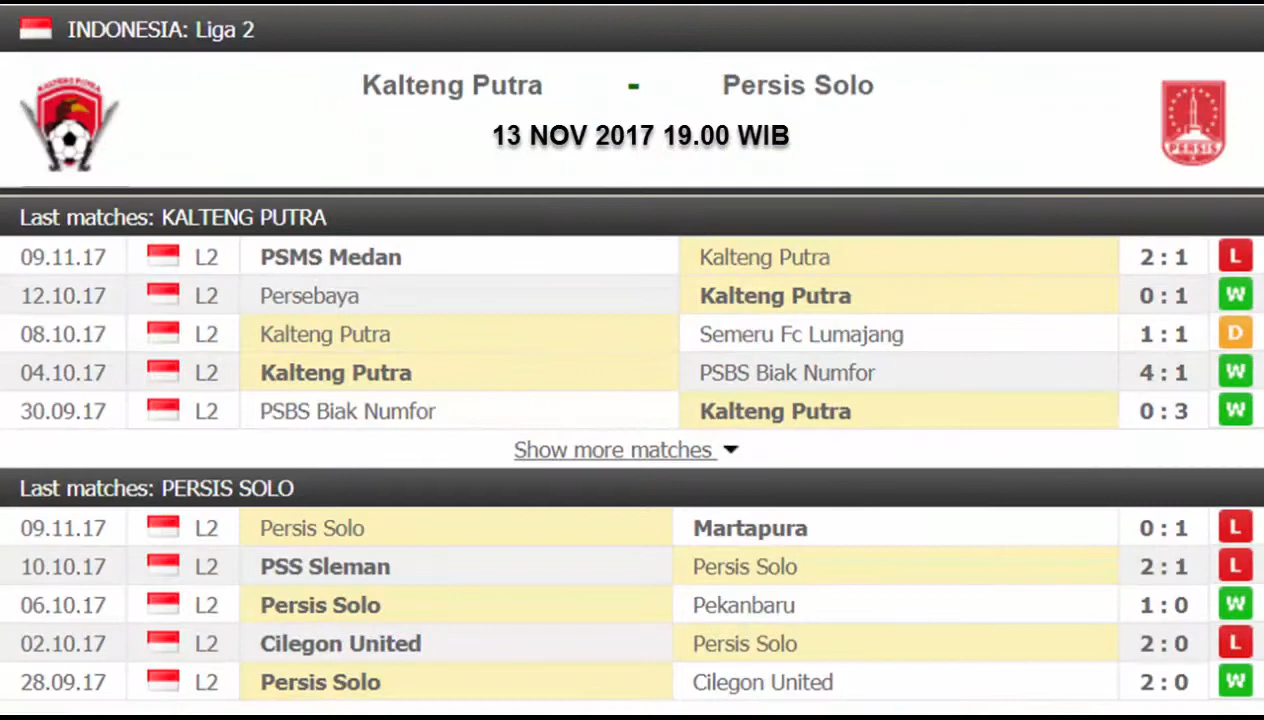 INDONESIA: Liga 2
KALTENG PUTRA
Kalteng Putra - Persis Solo
13 NOV 2017 19.00 WIB
PERSIS
Last matches: KALTENG PUTRA
09.11.17 L2 PSMS Medan Kalteng Putra 2 : 1 L
12.10.17 L2 Persebaya Kalteng Putra 0 : 1 W
08.10.17 L2 Kalteng Putra Semeru Fc Lumajang 1 : 1 D
04.10.17 L2 Kalteng Putra PSBS Biak Numfor 4 : 1 W
30.09.17 L2 PSBS Biak Numfor Kalteng Putra 0 : 3 W
Show more matches
Last matches: PERSIS SOLO
09.11.17 L2 Persis Solo Martapura 0 : 1 L
10.10.17 L2 PSS Sleman Persis Solo 2 : 1 L
06.10.17 L2 Persis Solo Pekanbaru 1 : 0 W
02.10.17 L2 Cilegon United Persis Solo 2 : 0 L
28.09.17 L2 Persis Solo Cilegon United 2 : 0 W